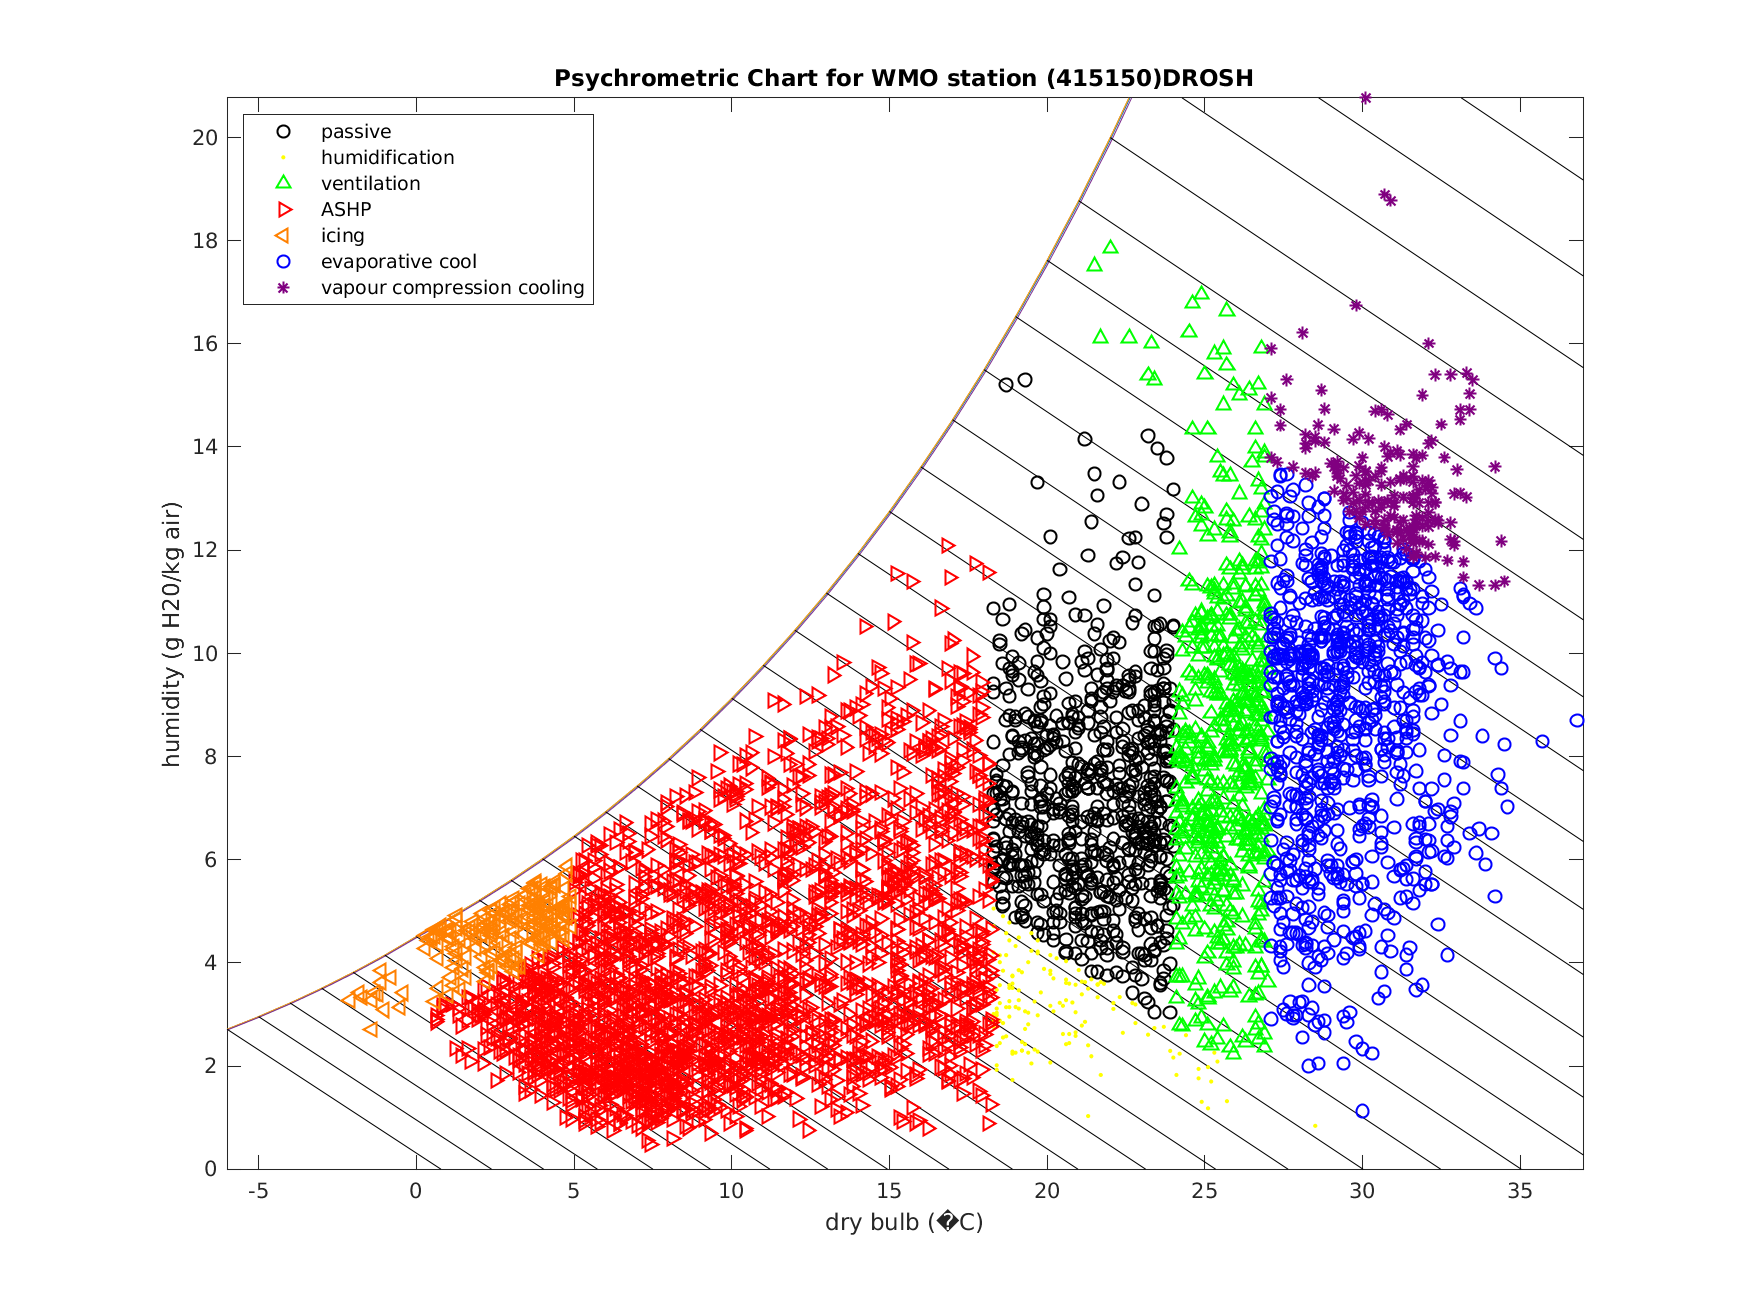 Psychrometric Chart for WMO station (415150)DROSH
passive
humidification
ventilation
ASHP
icing
evaporative cool
vapour compression cooling
humidity (g H20/kg air)
20
18
16
14
12
10
8
6
4
2
0
-5 0 5 10 15 20 25 30 35
dry bulb (�C)